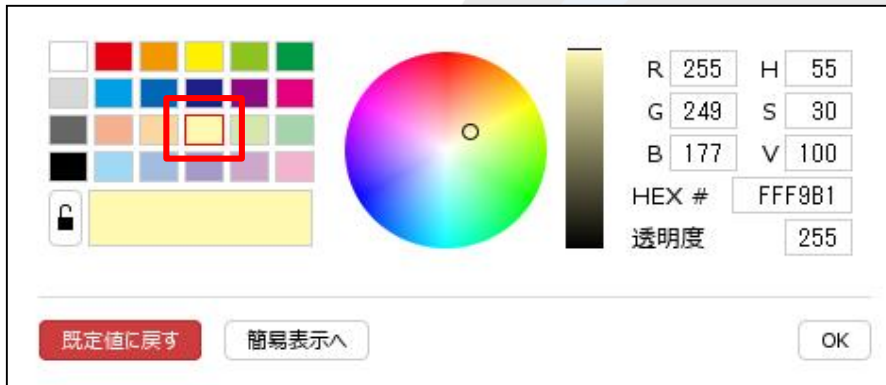 R 255 H 55
G 249 S 30
B 177 V 100
HEX # FFF9B1
透明度 255
既定値に戻す 簡易表示へ OK